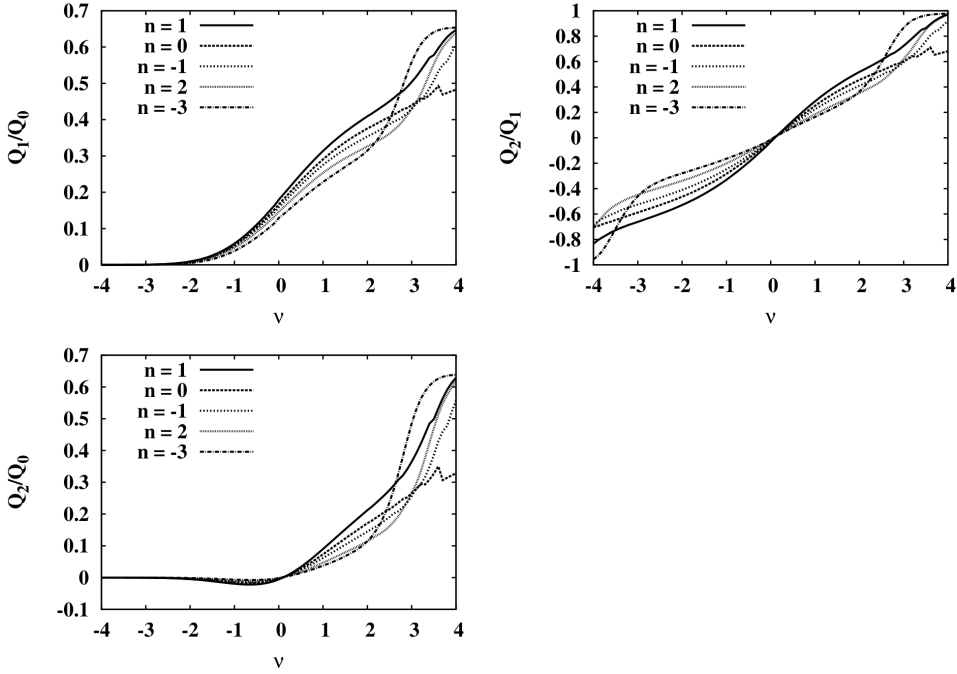 0.7
0.6
0.5
0.4
0.3
0.2
0.1
0
Q1/Q0
n = 1
n = 0
n = -1
n = 2
n = -3
-4 -3 -2 -1 0 1 2 3 4
ν
1
0.8
0.6
0.4
0.2
0
-0.2
-0.4
-0.6
-0.8
-1
Q2/Q1
n = 1
n = 0
n = -1
n = 2
n = -3
-4 -3 -2 -1 0 1 2 3 4
ν
0.7
0.6
0.5
0.4
0.3
0.2
0.1
0
-0.1
Q2/Q0
n = 1
n = 0
n = -1
n = 2
n = -3
-4 -3 -2 -1 0 1 2 3 4
ν